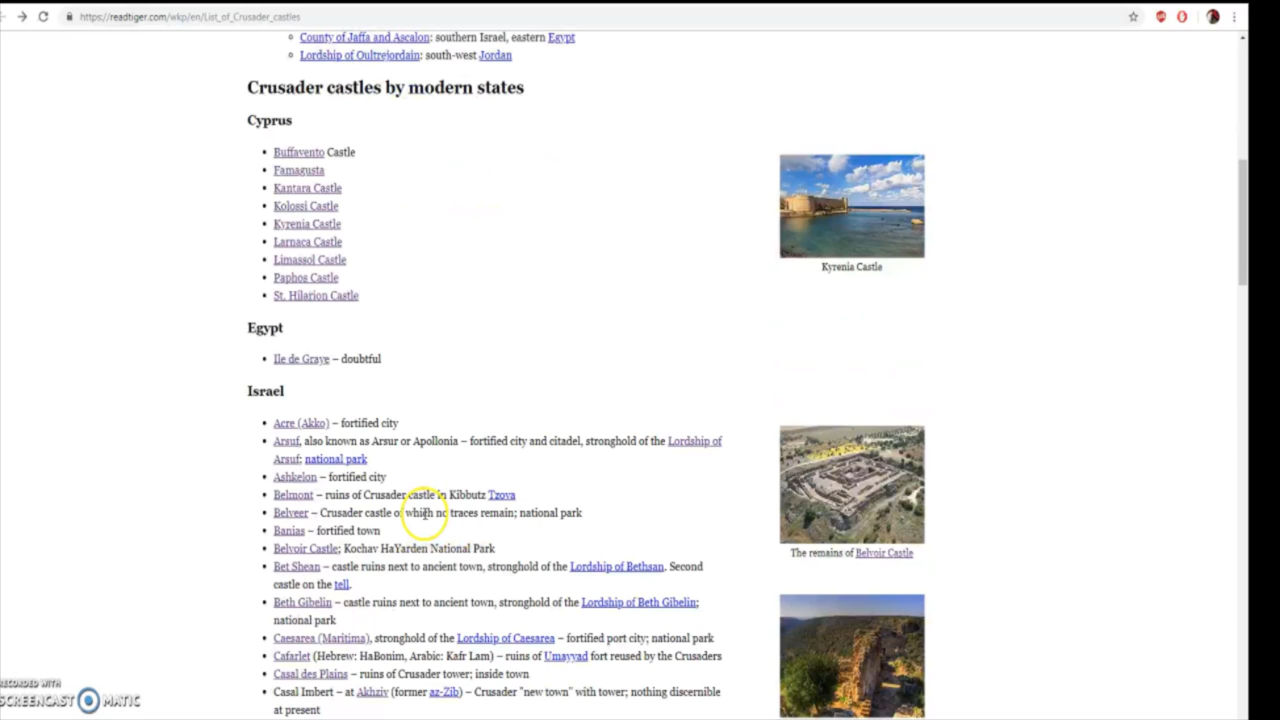 https://readtiger.com/wkp/en/List_of_Crusader_castles
County of Jaffa and Ascalon: southern Israel, eastern Egypt
Lordship of Oultrejordain: south-west Jordan
Crusader castles by modern states
Cyprus
Buffavento Castle
Famagusta
Kantara Castle
Kolossi Castle
Kyrenia Castle
Larnaca Castle
Limassol Castle
Paphos Castle
St. Hilarion Castle
Kyrenia Castle
Egypt
Ile de Graye – doubtful
Israel
Acre (Akko) – fortified city
Arsuf, also known as Arsur or Apollonia – fortified city and citadel, stronghold of the Lordship of
Arsuf; national park
Ashkelon – fortified city
Belmont – ruins of Crusader castle in Kibbutz Tzova
Belveer – Crusader castle of which no traces remain; national park
Banias – fortified town
Belvoir Castle; Kochav HaYarden National Park
Bet Shean – castle ruins next to ancient town, stronghold of the Lordship of Bethsan. Second
castle on the tell.
Beth Gibelin – castle ruins next to ancient town, stronghold of the Lordship of Beth Gibelin;
national park
Caesarea (Maritima), stronghold of the Lordship of Caesarea – fortified port city; national park
Cafarlet (Hebrew: HaBonim, Arabic: Kafr Lam) – ruins of Umayyad fort reused by the Crusaders
Casal des Plains – ruins of Crusader tower; inside town
Casal Imbert – at Akhziv (former az-Zib) – Crusader "new town" with tower; nothing discernible
at present
The remains of Belvoir Castle
RECORDED WITH
SCREENCAST MATIC